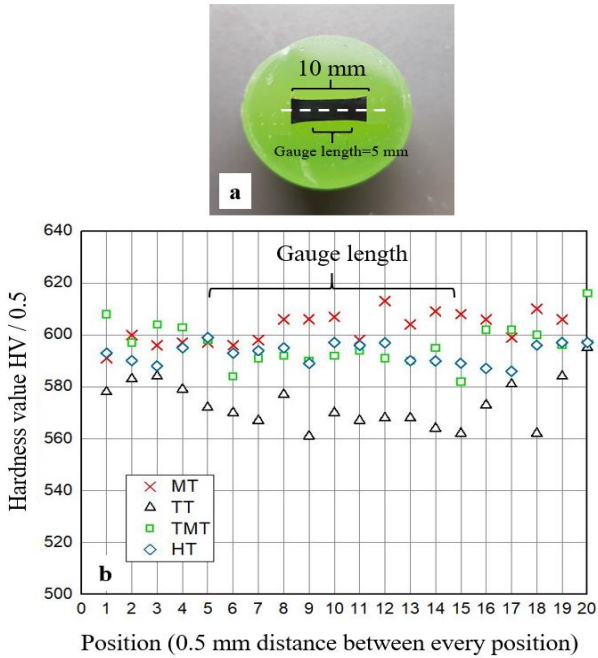 10 mm
Gauge length=5 mm
a
640
620
600
580
560
540
520
500
Hardness value HV / 0.5
Gauge length
MT
TT
TMT
HT
b
0 1 2 3 4 5 6 7 8 9 10 11 12 13 14 15 16 17 18 19 20
Position (0.5 mm distance between every position)